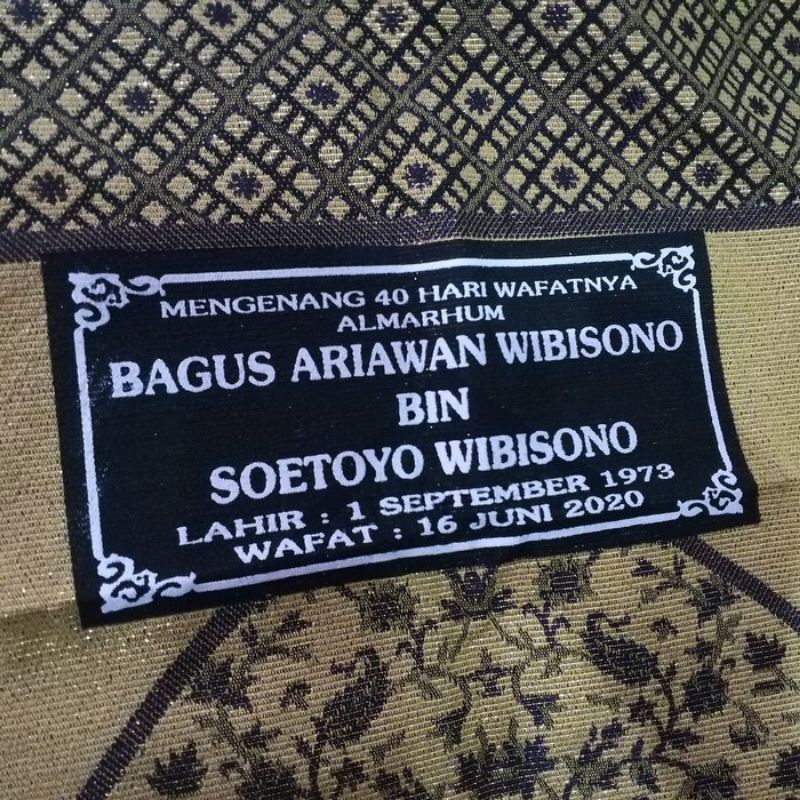 MENGENANG 40 HARI WAFATNYA
ALMARHUM
BAGUS ARIAWAN WIBISONO
BIN
SOETOYO WIBISONO
LAHIR : 1 SEPTEMBER 1973
WAFAT : 16 JUNI 2020